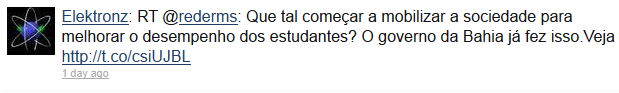 Elektronz: RT @rederms: Que tal começar a mobilizar a sociedade para
melhorar o desempenho dos estudantes? O governo da Bahia já fez isso.Veja
http://t.co/csiUJBL
1 day ago